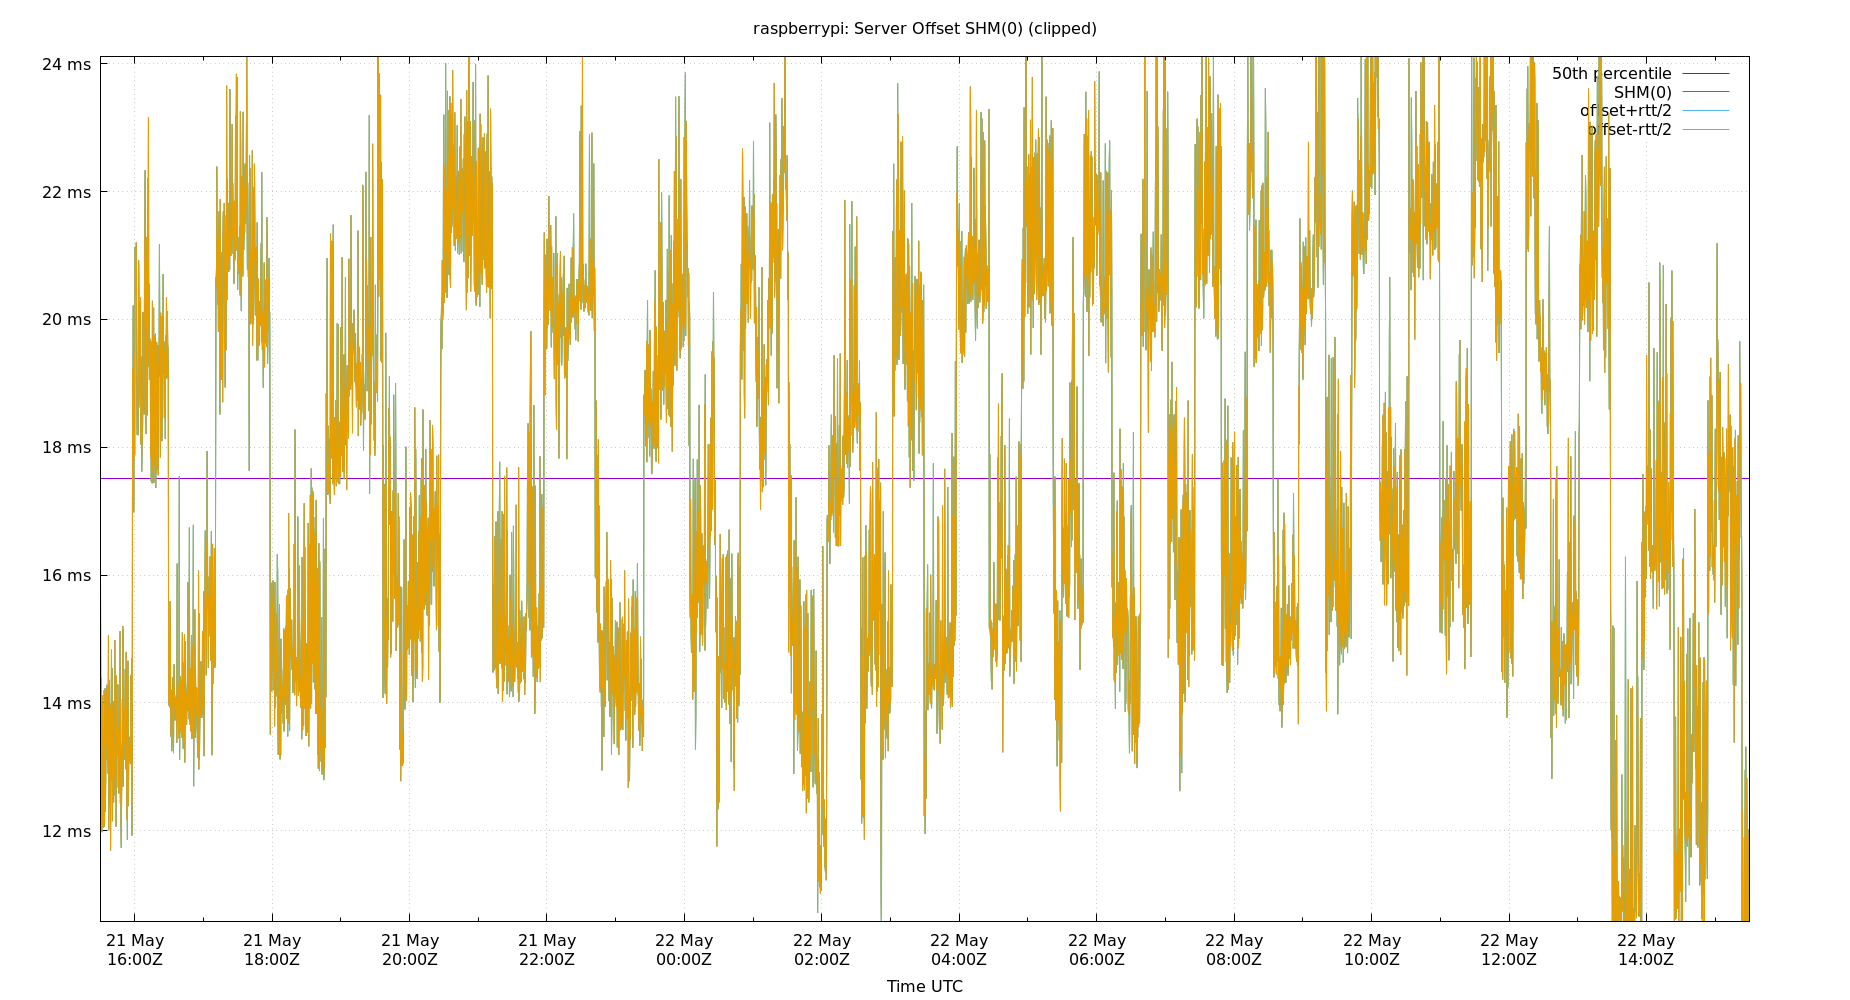 raspberrypi: Server Offset SHM(0) (clipped)
24 ms
22 ms
20 ms
18 ms
16 ms
14 ms
12 ms
50th percentile
SHM(0)
offset+rtt/2
offset-rtt/2
21 May 21 May 21 May 21 May 22 May 22 May 22 May 22 May 22 May 22 May 22 May 22 May
16:00Z 18:00Z 20:00Z 22:00Z 00:00Z 02:00Z 04:00Z 06:00Z 08:00Z 10:00Z 12:00Z 14:00Z
Time UTC